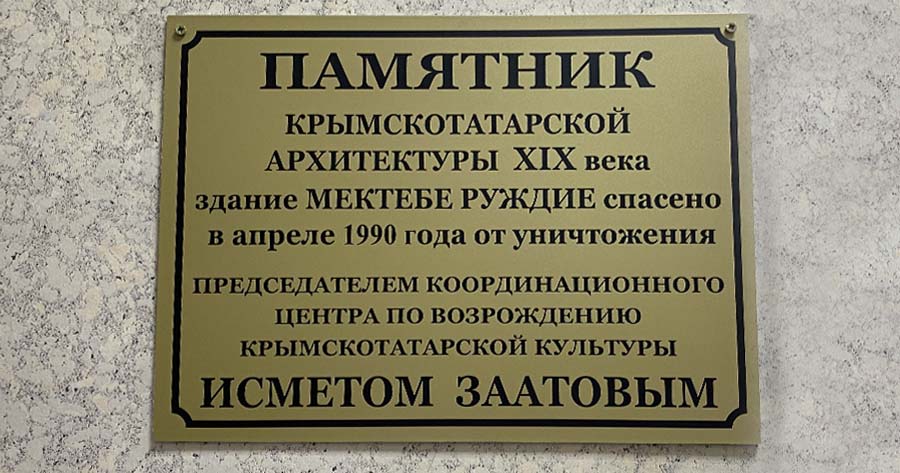 ПАМЯТНИК
КРЫМСКОТАТАРСКОЙ
АРХИТЕКТУРЫ XIX века
здание МЕКТЕБЕ РУЖДИЕ спасено
в апреле 1990 года от уничтожения
ПРЕДСЕДАТЕЛЕМ КООРДИНАЦИОННОГО
ЦЕНТРА ПО ВОЗРОЖДЕНИЮ
КРЫМСКОТАТАРСКОЙ КУЛЬТУРЫ
ИСМЕТОМ ЗААТОВЫМ